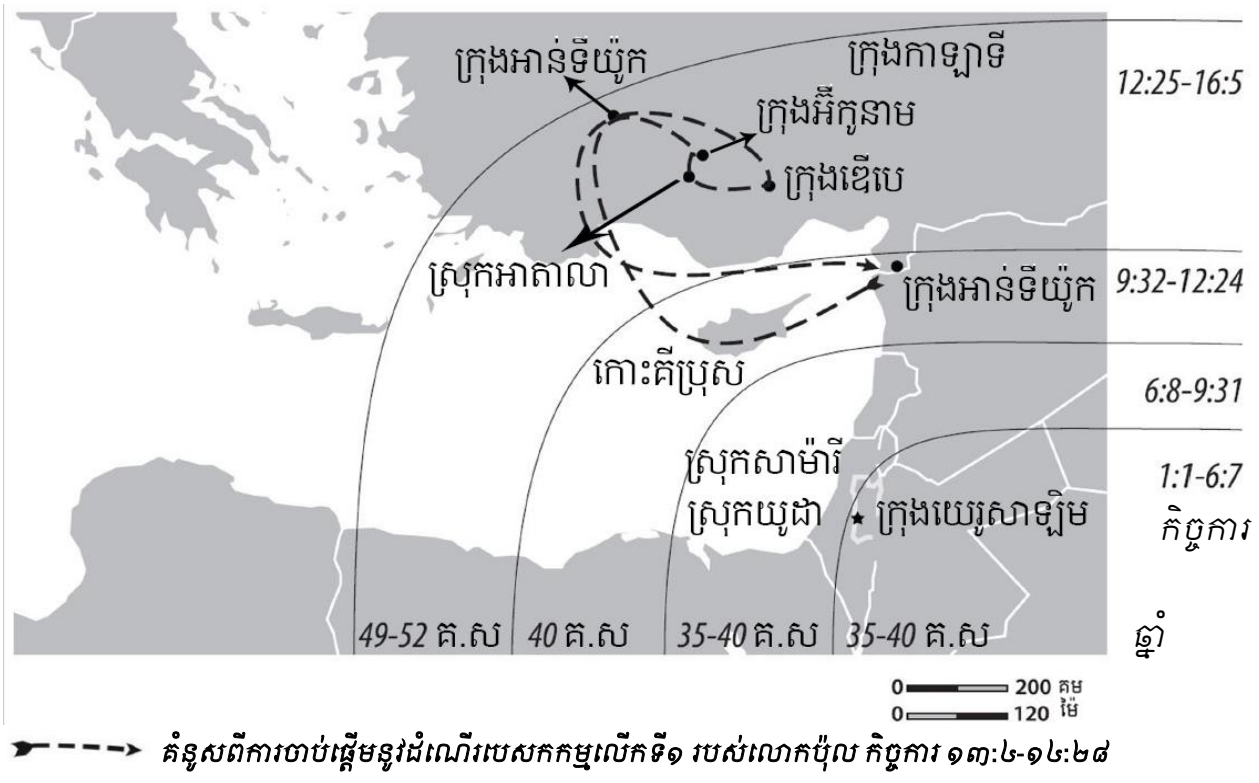 ក្រុងអាន់ទីយ៉ូក
ក្រុងកាឡាទី
12:25-16:5
ក្រុងអ៊ីកូនាម
ក្រុងឌើបេ
ស្រុកអាតាលា
ក្រុងអាន់ទីយ៉ូក
9:32-12:24
កោះគីប្រុស
6:8-9:31
ស្រុកសាម៉ារី
1:1-6:7
ស្រុកយូដា
ក្រុងយេរូសាឡិម
កិច្ចការ
49-52 គ.ស
40 គ.ស
35-40 គ.ស
35-40 គ.ស
ឆ្នាំ
0 200 គម
0 120 ម៉ៃ
គំនូសពីការចាប់ផ្តើមនូវដំណើរបេសកកម្មលើកទី១ របស់លោកប៉ុល កិច្ចការ ១៣:៤-១៤:២៨